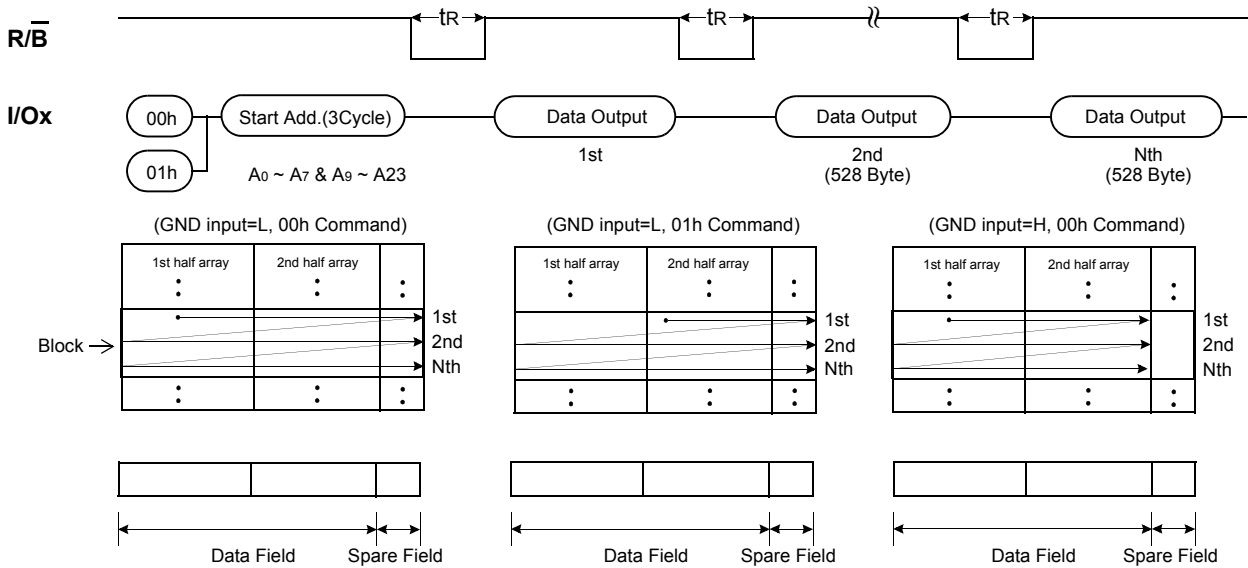 R/B̅
tR tR tR
I/Ox
00h Start Add.(3Cycle) Data Output Data Output Data Output
01h
A0 ~ A7 & A9 ~ A23
1st 2nd Nth
(528 Byte) (528 Byte)
(GND input=L, 00h Command) (GND input=L, 01h Command) (GND input=H, 00h Command)
1st half array 2nd half array 1st half array 2nd half array 1st half array 2nd half array
1st 1st 1st
Block 2nd 2nd 2nd
Nth Nth Nth
Data Field Spare Field Data Field Spare Field Data Field Spare Field